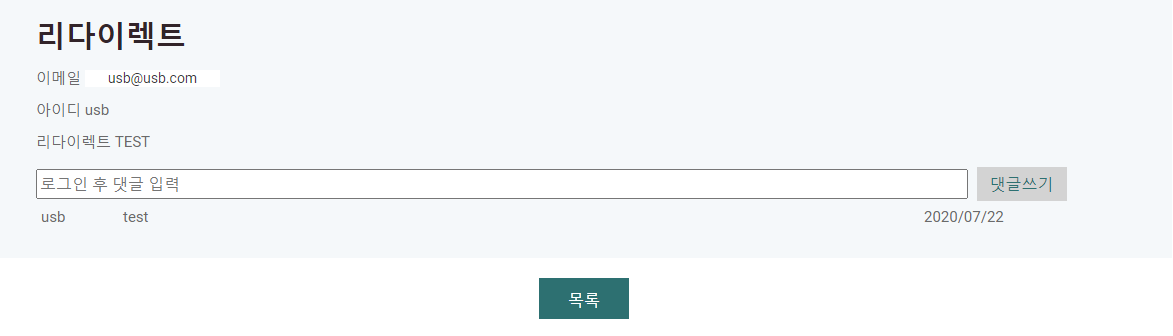 리다이렉트
이메일 usb@usb.com
아이디 usb
리다이렉트 TEST
로그인 후 댓글 입력 댓글쓰기
usb test 2020/07/22
목록